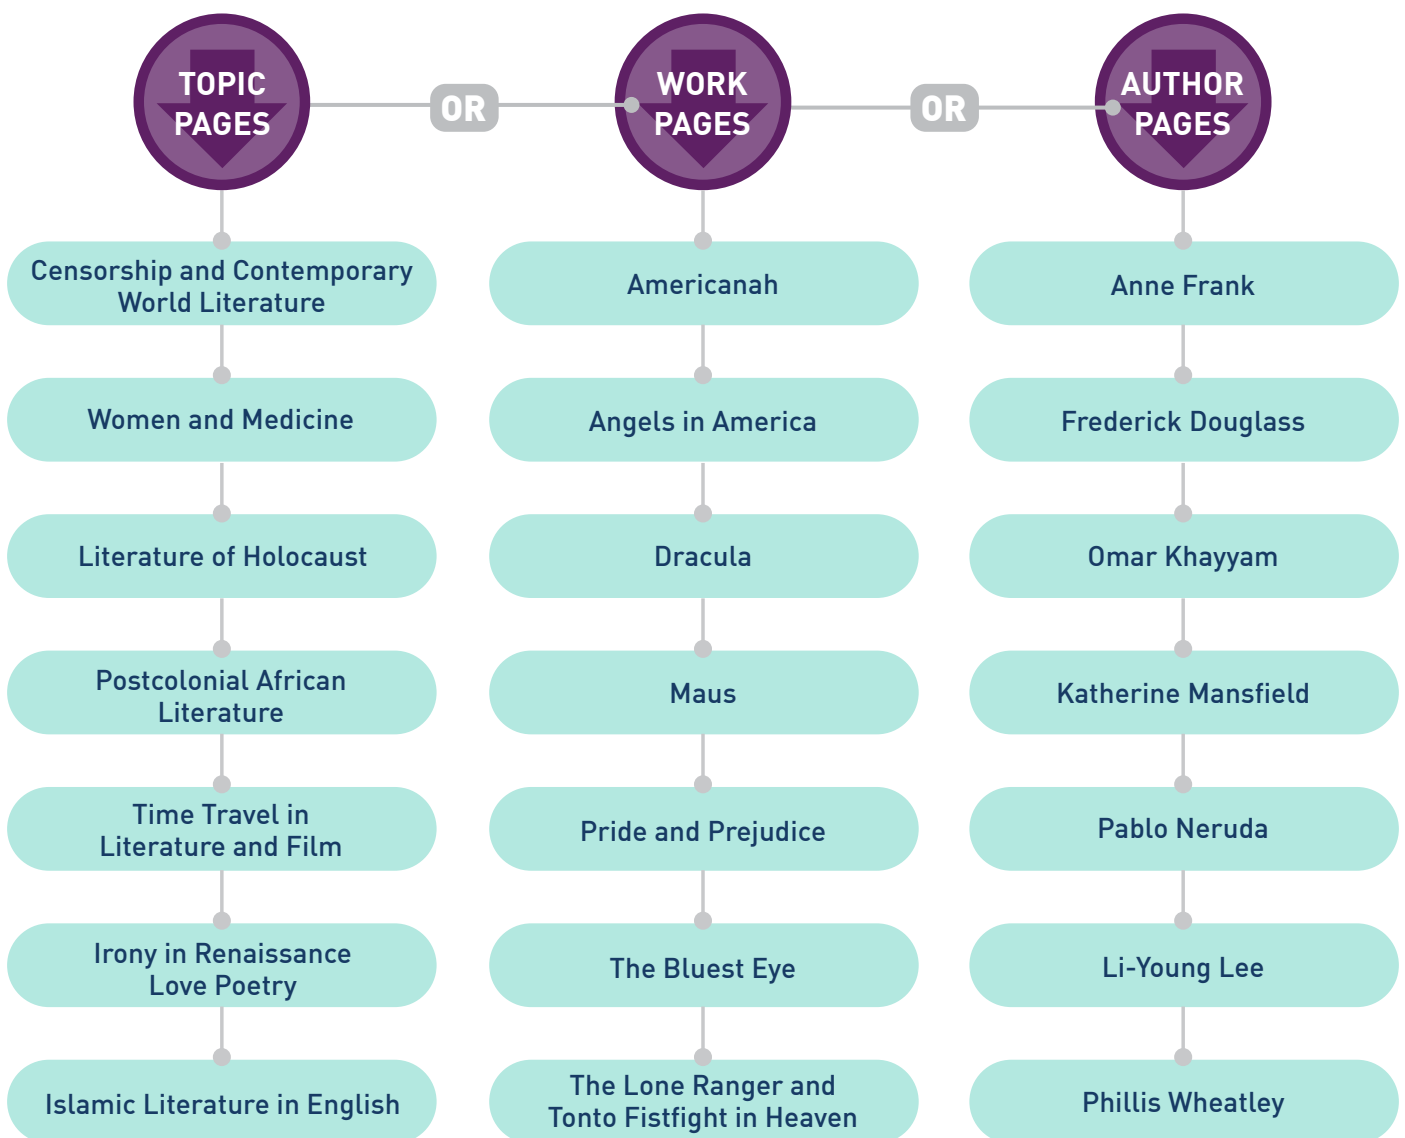 TOPIC
PAGES
OR
WORK
PAGES
OR
AUTHOR
PAGES
Censorship and Contemporary
World Literature
Women and Medicine
Literature of Holocaust
Postcolonial African
Literature
Time Travel in
Literature and Film
Irony in Renaissance
Love Poetry
Islamic Literature in English
Americanah
Angels in America
Dracula
Maus
Pride and Prejudice
The Bluest Eye
The Lone Ranger and
Tonto Fistfight in Heaven
Anne Frank
Frederick Douglass
Omar Khayyam
Katherine Mansfield
Pablo Neruda
Li-Young Lee
Phillis Wheatley